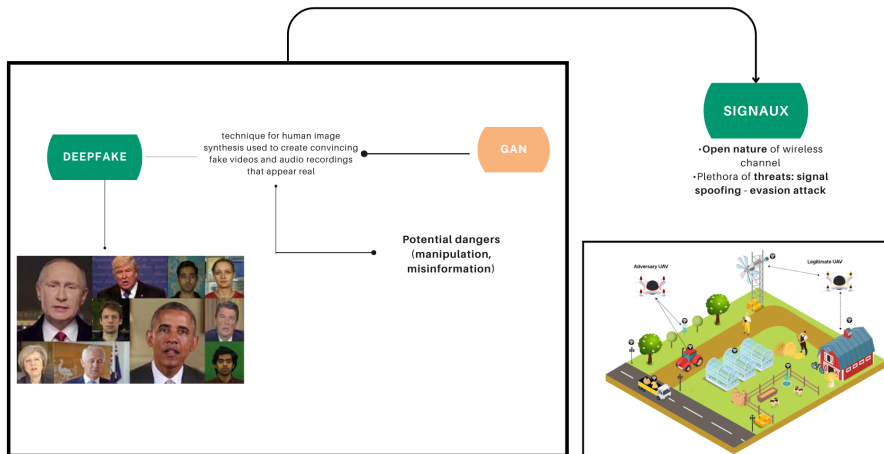 SIGNAUX
•Open nature of wireless
channel
•Plethora of threats: signal
spoofing - evasion attack
DEEPFAKE
technique for human image
synthesis used to create convincing
fake videos and audio recordings
that appear real
GAN
Potential dangers
(manipulation,
misinformation)
Adversary UAV
Legitimate UAV